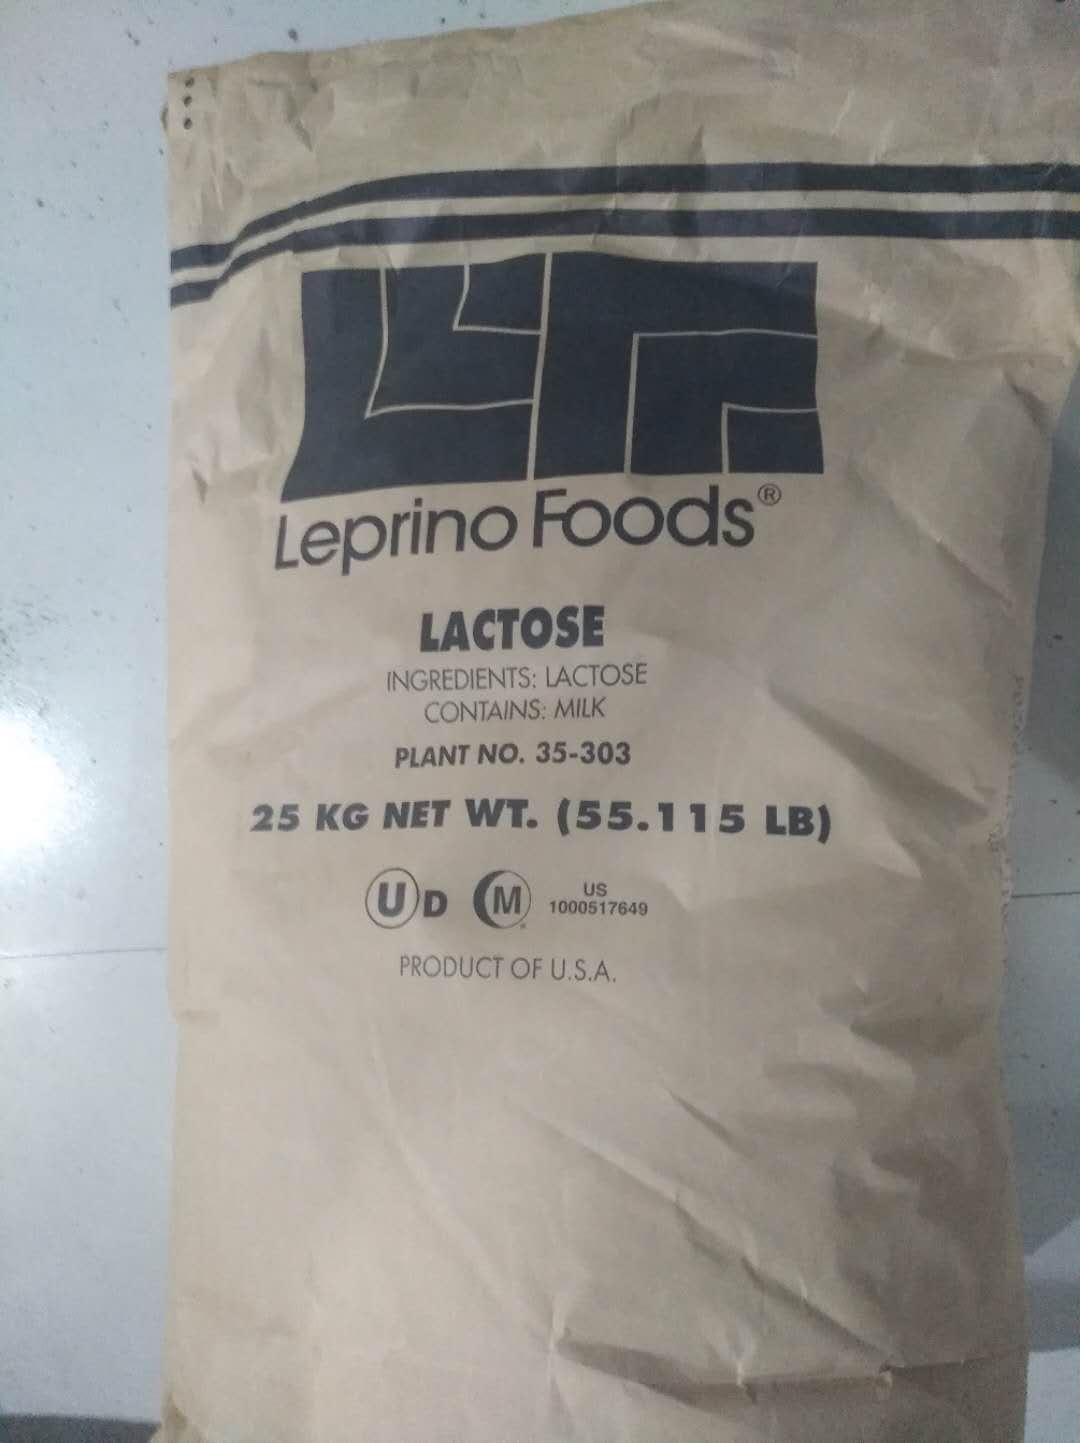 Leprino Foods®
LACTOSE
INGREDIENTS: LACTOSE
CONTAINS: MILK
PLANT NO. 35-303
25 KG NET WT. (55.115 LB)
U D M US
1000517649
PRODUCT OF U.S.A.